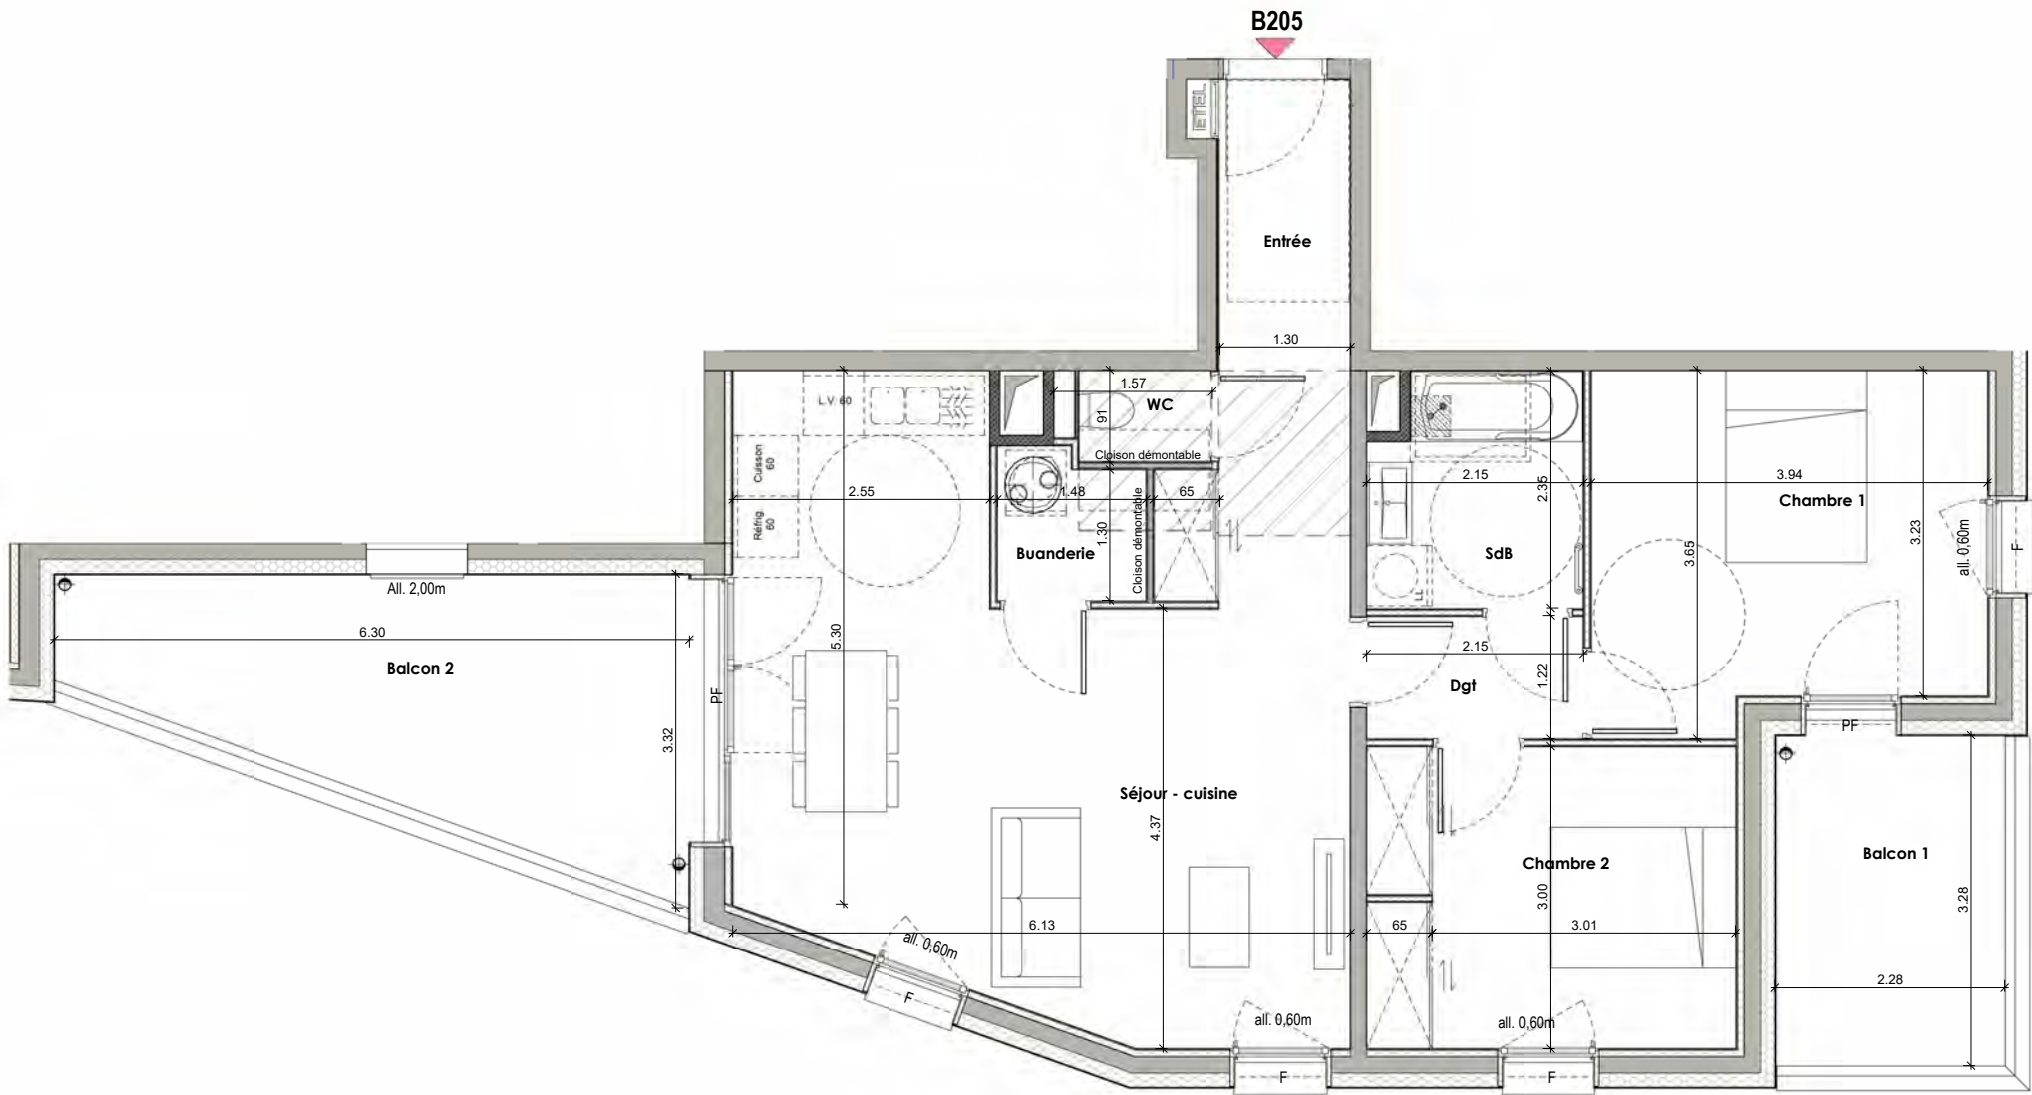 B205
ETEL
Entrée
1.30
L.V. 60
1.57
WC
91
Cloison démontable
Cuisson
60
Réfrig.
60
2.55
1.48
65
1.30
Cloison démontable
Buanderie
2.15
2.35
SdB
LL
3.94
Chambre 1
3.23
3.65
all. 0,60m
F
All. 2,00m
6.30
Balcon 2
3.32
PF
5.30
2.15
1.22
Dgt
PF
Séjour - cuisine
4.37
Chambre 2
3.00
Balcon 1
3.28
6.13
65
3.01
all. 0,60m
F
2.28
all. 0,60m
F
all. 0,60m
F